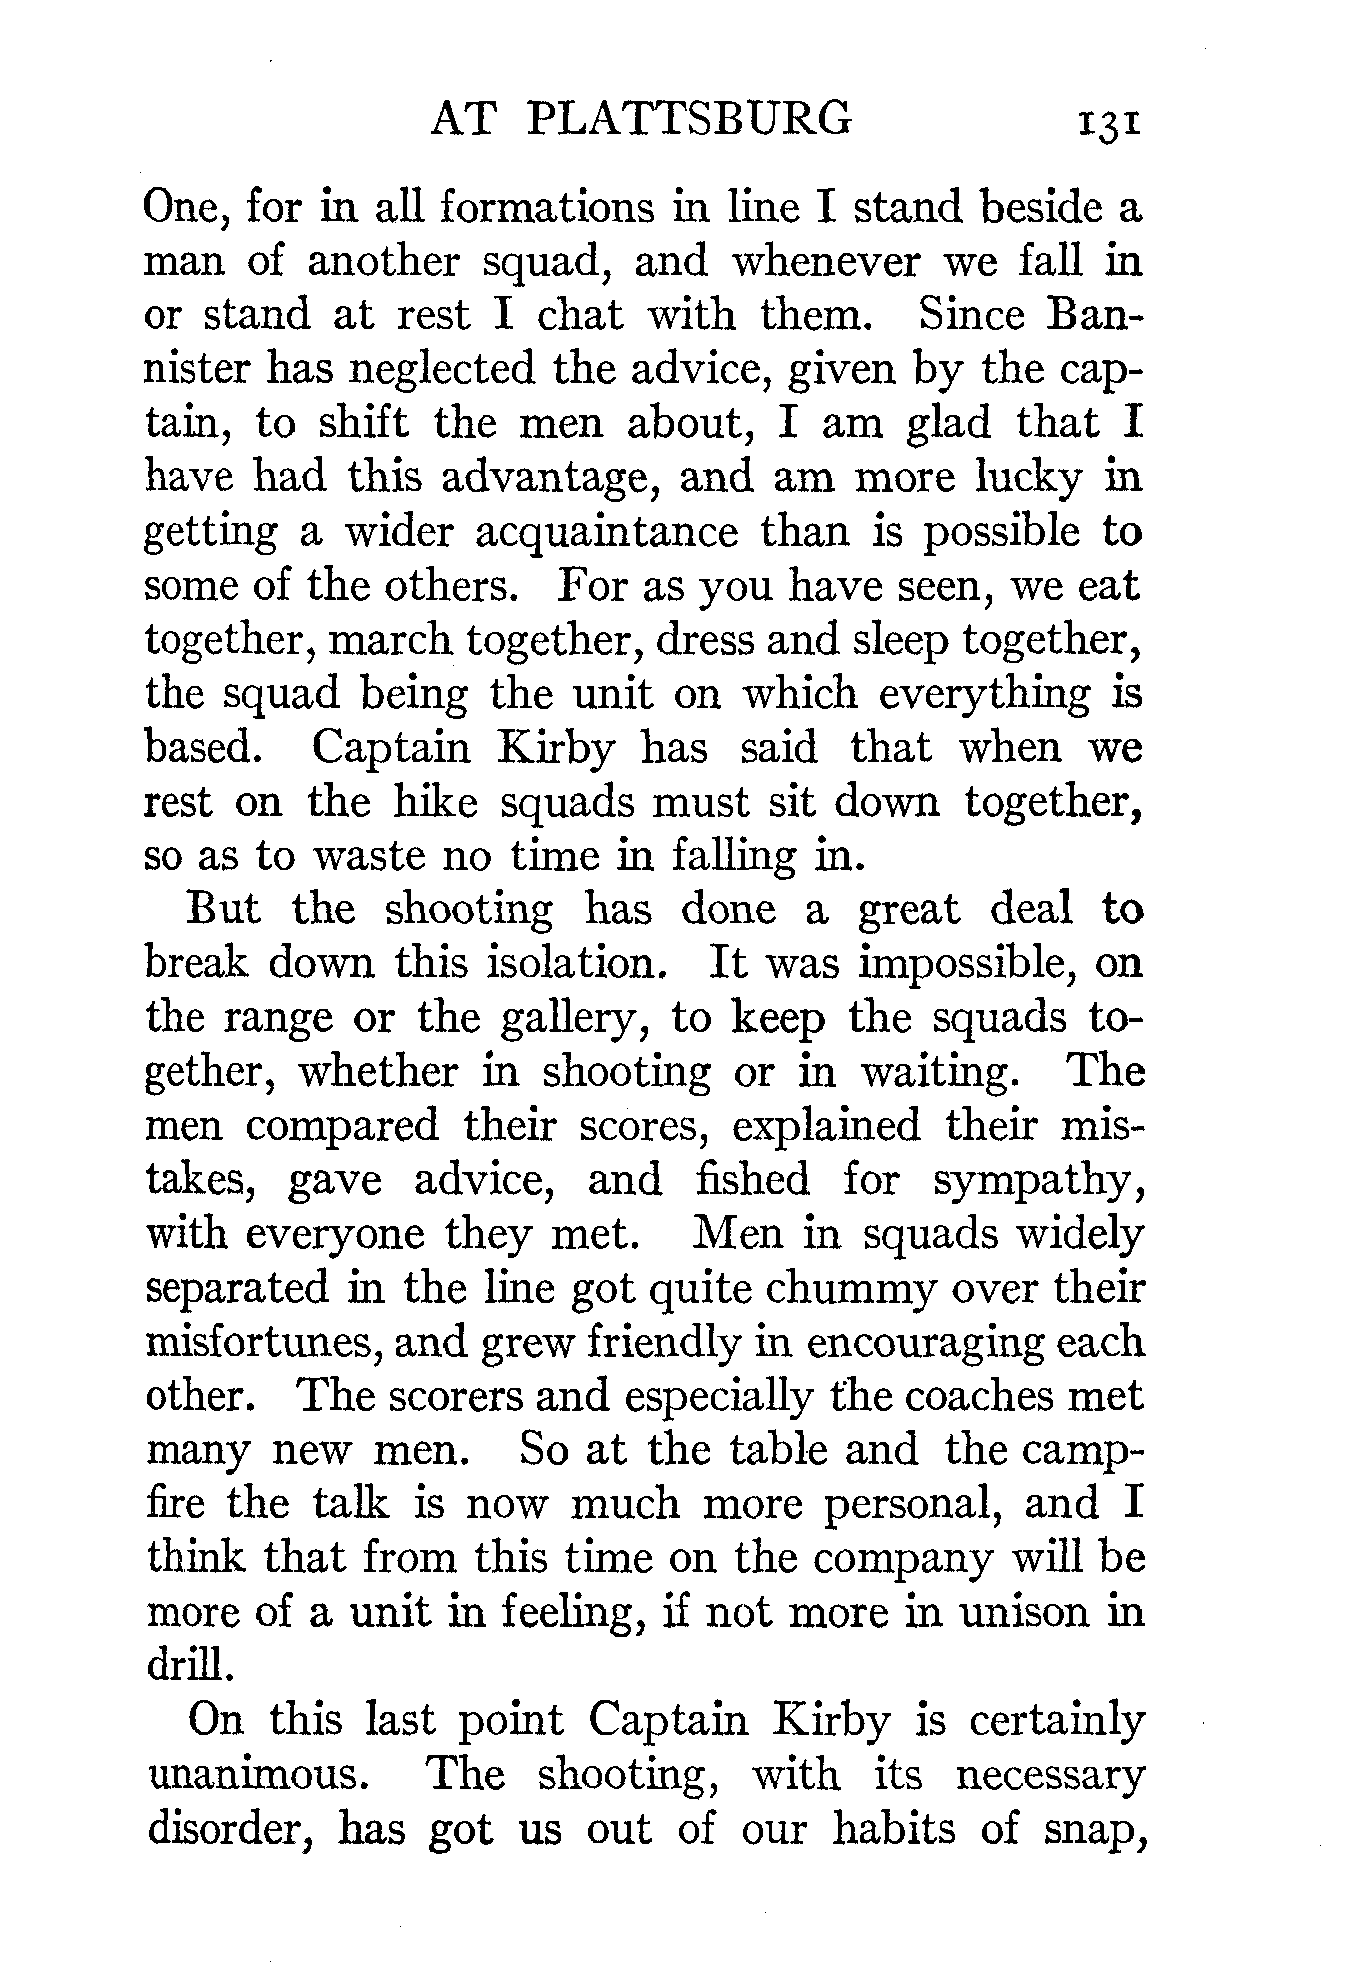 AT PLATTSBURG 131
One, for in all formations in line I stand beside a
man of another squad, and whenever we fall in
or stand at rest I chat with them. Since Ban-
nister has neglected the advice, given by the cap-
tain, to shift the men about, I am glad that I
have had this advantage, and am more lucky in
getting a wider acquaintance than is possible to
some of the others. For as you have seen, we eat
together, march together, dress and sleep together,
the squad being the unit on which everything is
based. Captain Kirby has said that when we
rest on the hike squads must sit down together,
so as to waste no time in falling in.
But the shooting has done a great deal to
break down this isolation. It was impossible, on
the range or the gallery, to keep the squads to-
gether, whether in shooting or in waiting. The
men compared their scores, explained their mis-
takes, gave advice, and fished for sympathy,
with everyone they met. Men in squads widely
separated in the line got quite chummy over their
misfortunes, and grew friendly in encouraging each
other. The scorers and especially the coaches met
many new men. So at the table and the camp-
fire the talk is now much more personal, and I
think that from this time on the company will be
more of a unit in feeling, if not more in unison in
drill.
On this last point Captain Kirby is certainly
unanimous. The shooting, with its necessary
disorder, has got us out of our habits of snap,